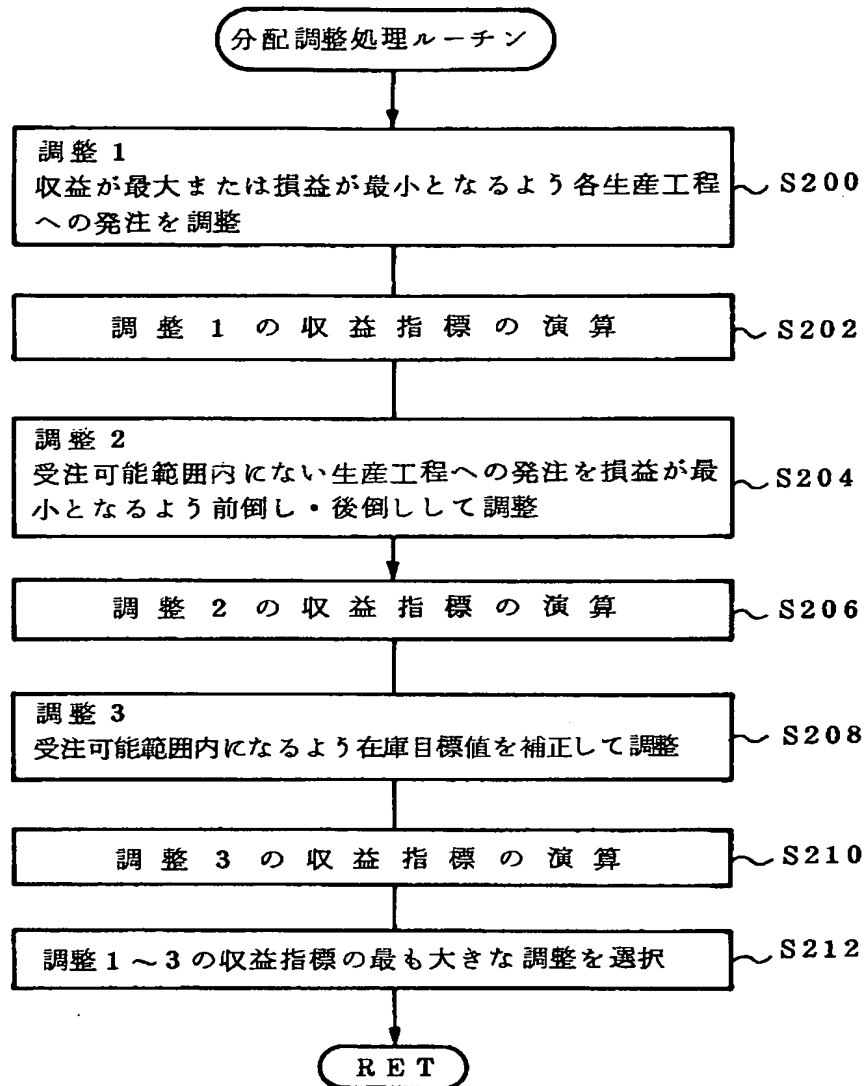 分配調整処理ルーチン
調整1
収益が最大または損益が最小となるよう各生産工程
への発注を調整
S200
調整1の収益指標の演算
S202
調整2
受注可能範囲内にない生産工程への発注を損益が最
小となるよう前倒し・後倒しして調整
S204
調整2の収益指標の演算
S206
調整3
受注可能範囲内になるよう在庫目標値を補正して調整
S208
調整3の収益指標の演算
S210
調整1~3の収益指標の最も大きな調整を選択
S212
RET